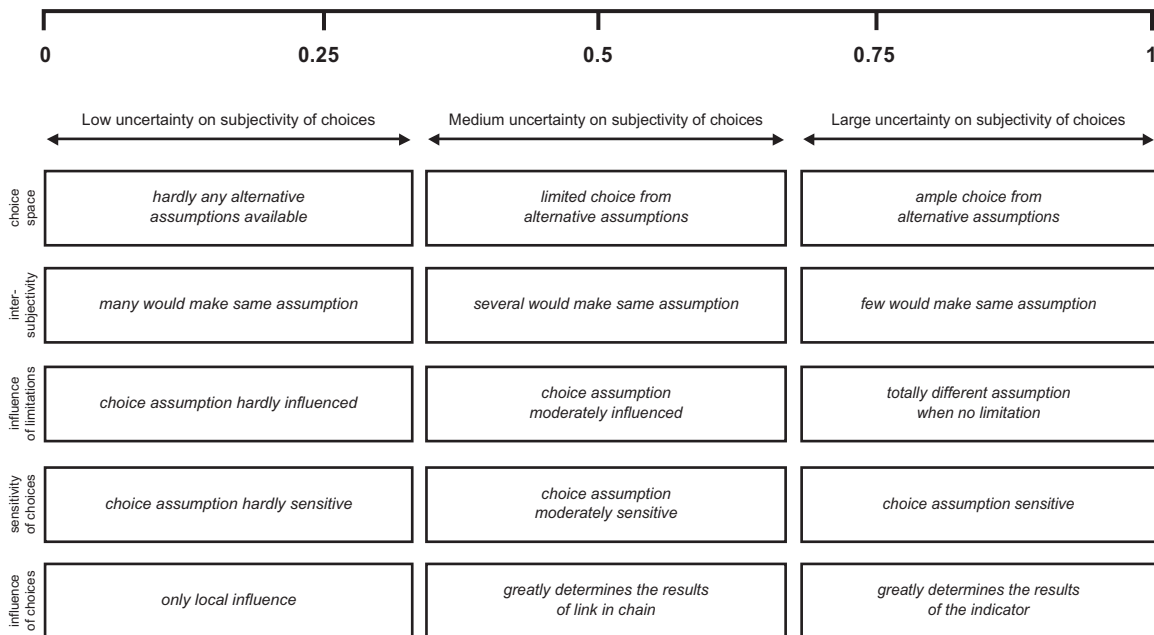 0 0.25 0.5 0.75 1
Low uncertainty on subjectivity of choices
Medium uncertainty on subjectivity of choices
Large uncertainty on subjectivity of choices
choice
space
hardly any alternative
assumptions available
limited choice from
alternative assumptions
ample choice from
alternative assumptions
inter-
subjectivity
many would make same assumption
several would make same assumption
few would make same assumption
influence
of limitations
choice assumption hardly influenced
choice assumption
moderately influenced
totally different assumption
when no limitation
sensitivity
of choices
choice assumption hardly sensitive
choice assumption
moderately sensitive
choice assumption sensitive
influence
of choices
only local influence
greatly determines the results
of link in chain
greatly determines the results
of the indicator